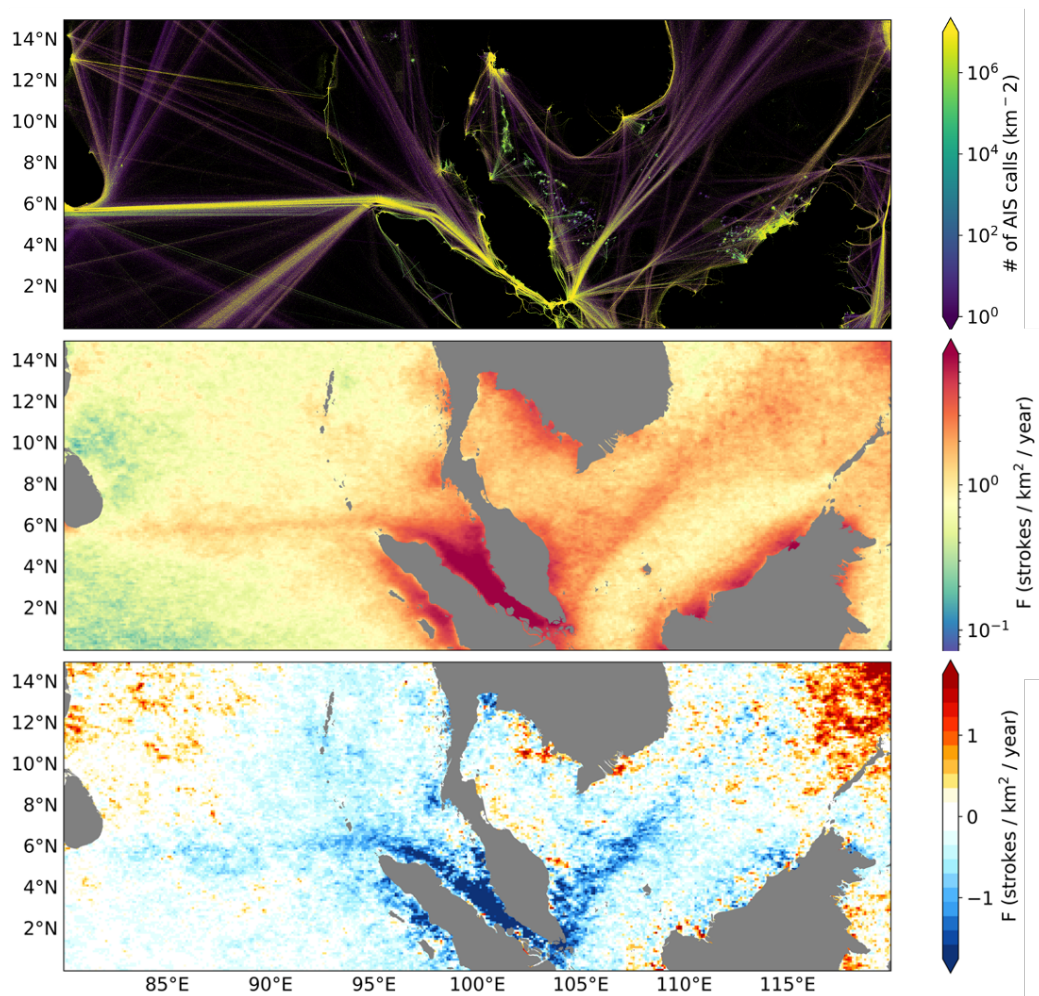 14°N
12°N
10°N
8°N
6°N
4°N
2°N
10⁶
10⁴
10²
10⁰
# of AIS calls (km − 2)
14°N
12°N
10°N
8°N
6°N
4°N
2°N
10⁰
10⁻¹
F (strokes / km² / year)
14°N
12°N
10°N
8°N
6°N
4°N
2°N
1
0
−1
F (strokes / km² / year)
85°E
90°E
95°E
100°E
105°E
110°E
115°E